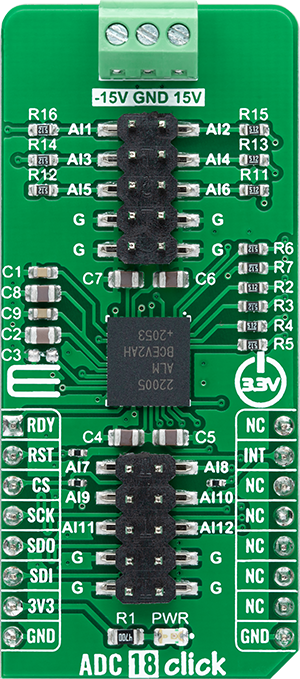 -15V GND 15V
R16 AI1 AI2 R15
R14 AI3 AI4 R13
R12 AI5 AI6 R11
G G
G G
C7 C6
R6
C1 R7
C8 R2
C9 R3
C2 R4
C3 R5
22005
ALM
BCEV2AH
+2053
3.3V
C4 C5
RDY NC
RST AI7 AI8 INT
CS AI9 AI10 NC
SCK AI11 AI12 NC
SDO G G NC
SDI G G NC
3V3 NC
GND R1 PWR GND
4700
ADC 18 click